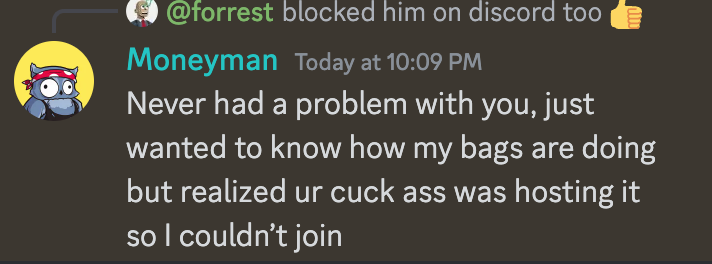 @forrest blocked him on discord too 👍
Moneyman Today at 10:09 PM
Never had a problem with you, just
wanted to know how my bags are doing
but realized ur cuck ass was hosting it
so I couldn’t join